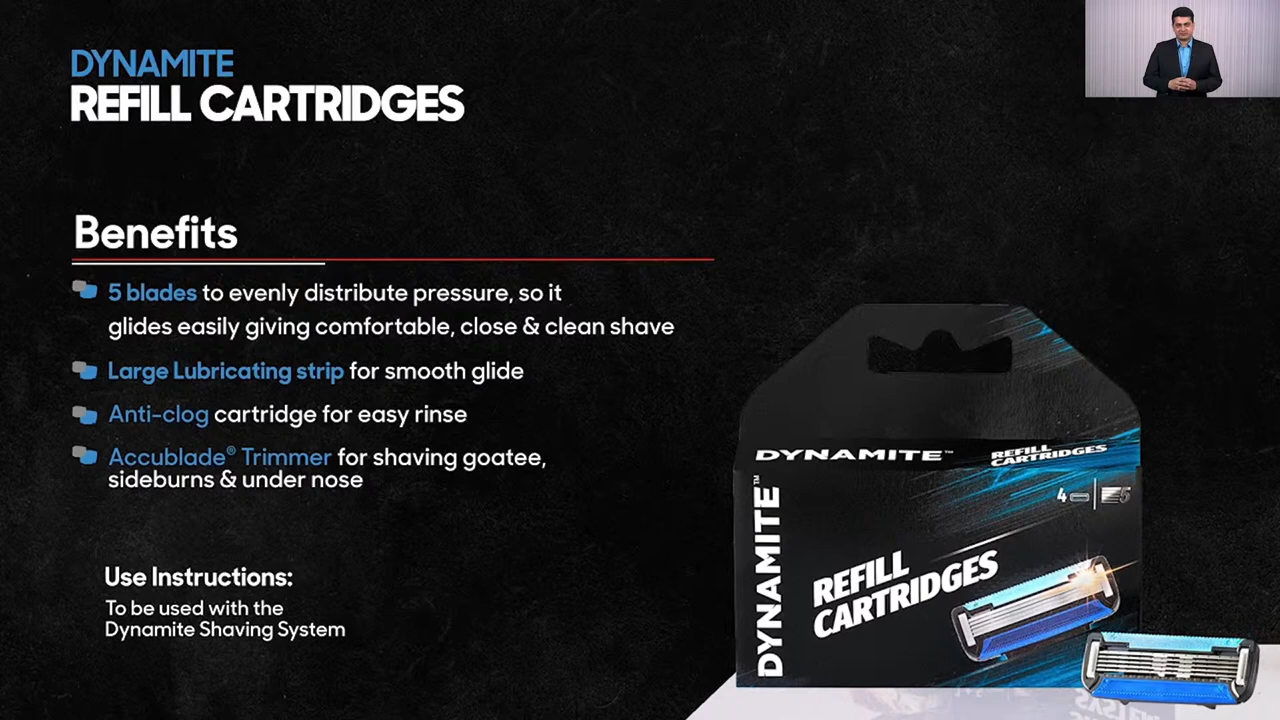 DYNAMITE
REFILL CARTRIDGES
Benefits
5 blades to evenly distribute pressure, so it
glides easily giving comfortable, close & clean shave
Large Lubricating strip for smooth glide
Anti-clog cartridge for easy rinse
Accublade® Trimmer for shaving goatee,
sideburns & under nose
Use Instructions:
To be used with the
Dynamite Shaving System
DYNAMITE™
REFILL
CARTRIDGES
4
5
DYNAMITE™
REFILL
CARTRIDGES